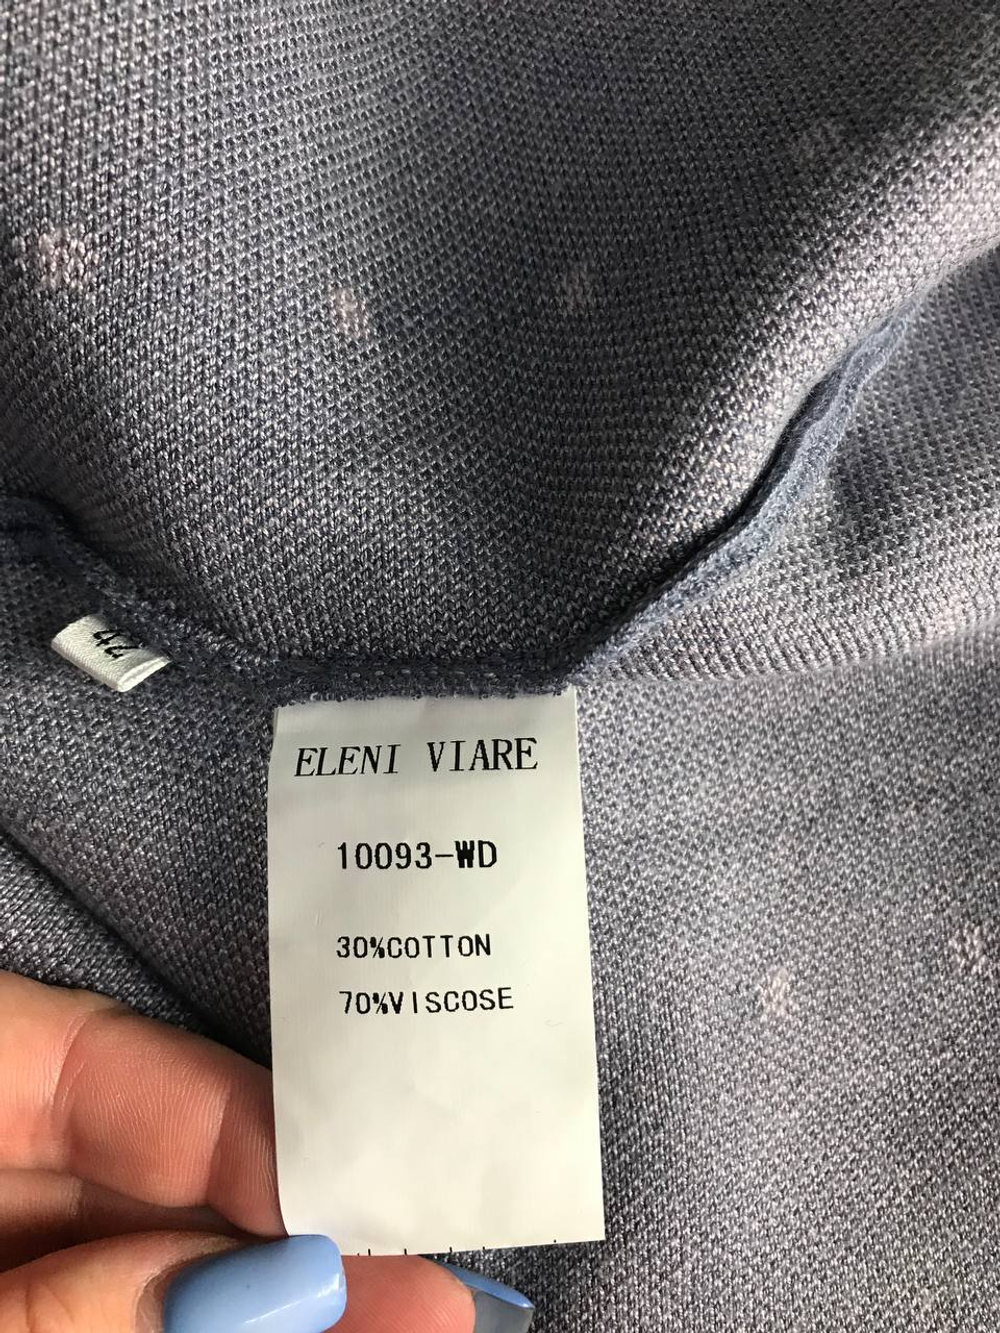 42
ELENI VIARE
10093-WD
30%COTTON
70%VISCOSE